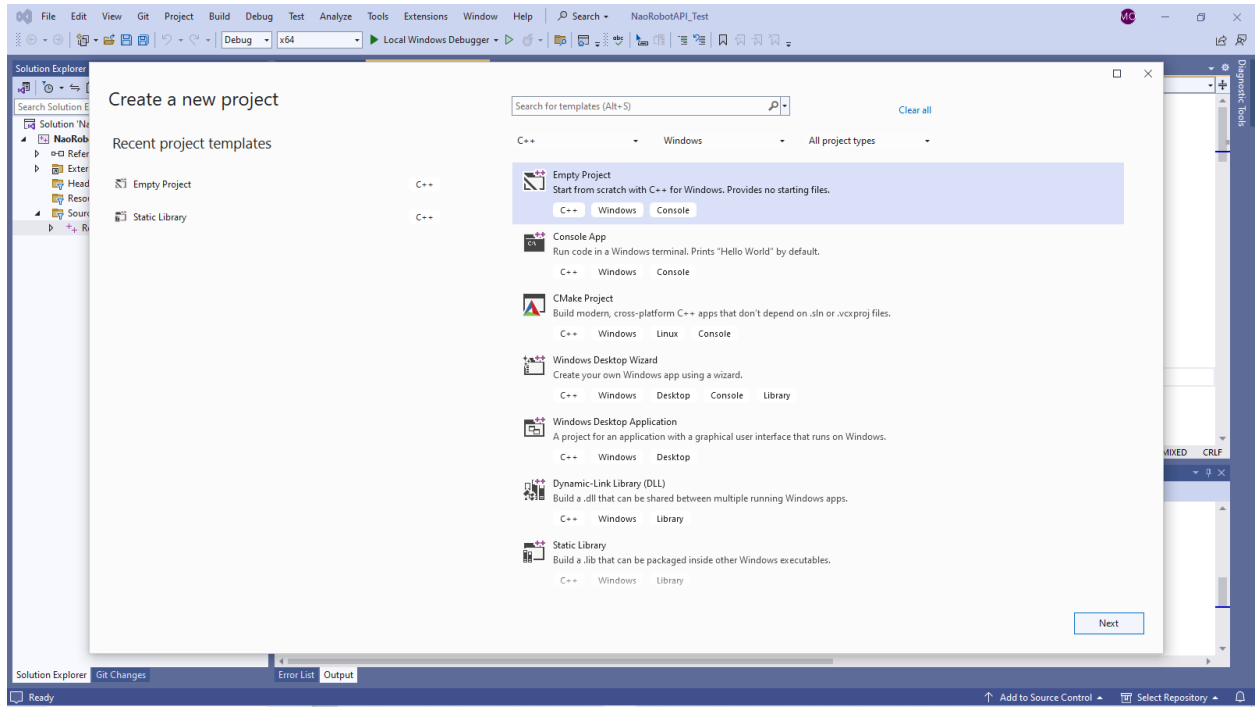 File Edit View Git Project Build Debug Test Analyze Tools Extensions Window Help Search NaoRobotAPI_Test MC
Debug x64 Local Windows Debugger
Solution Explorer
Search Solution E
Solution 'Na
NaoRob
Refer
Exter
Head
Resou
Sourc
R
Create a new project
Recent project templates
Empty Project C++
Static Library C++
Search for templates (Alt+S)
Clear all
C++ Windows All project types
Empty Project
Start from scratch with C++ for Windows. Provides no starting files.
C++ Windows Console
Console App
Run code in a Windows terminal. Prints "Hello World" by default.
C++ Windows Console
CMake Project
Build modern, cross-platform C++ apps that don't depend on .sln or .vcxproj files.
C++ Windows Linux Console
Windows Desktop Wizard
Create your own Windows app using a wizard.
C++ Windows Desktop Console Library
Windows Desktop Application
A project for an application with a graphical user interface that runs on Windows.
C++ Windows Desktop
Dynamic-Link Library (DLL)
Build a .dll that can be shared between multiple running Windows apps.
C++ Windows Library
Static Library
Build a .lib that can be packaged inside other Windows executables.
C++ Windows Library
Next
Diagnostic Tools
MIXED CRLF
Solution Explorer Git Changes
Error List Output
Ready
Add to Source Control Select Repository